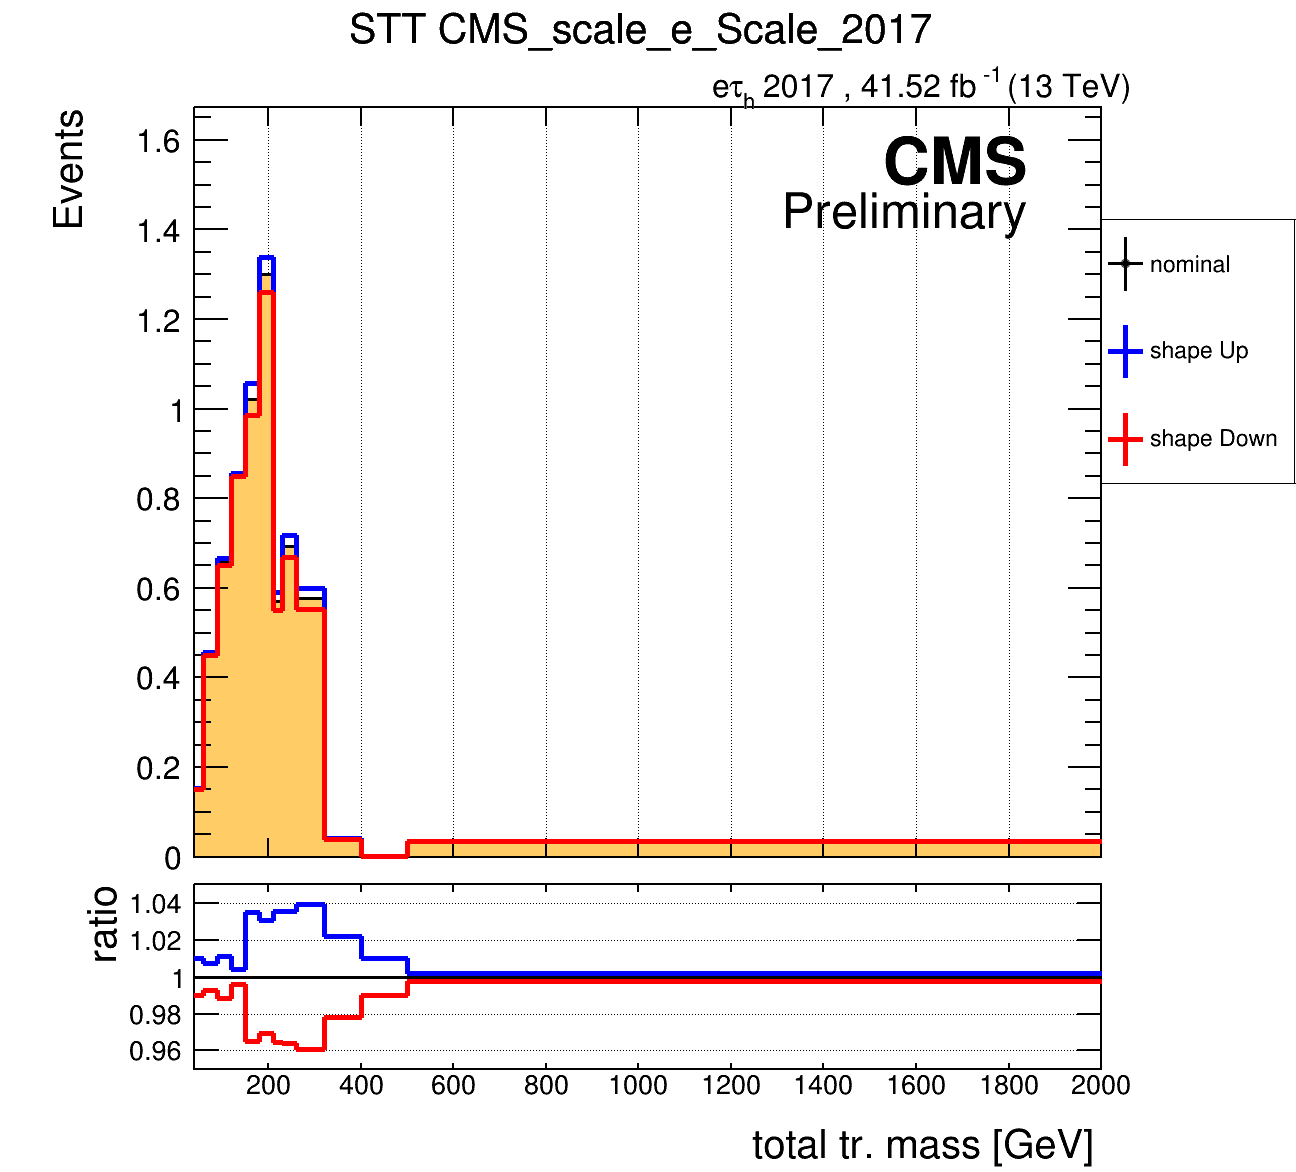 STT CMS_scale_e_Scale_2017
eτh 2017 , 41.52 fb -1 (13 TeV)
Events
CMS
Preliminary
1.6
1.4
1.2
1
0.8
0.6
0.4
0.2
0
nominal
shape Up
shape Down
ratio
1.04
1.02
1
0.98
0.96
200 400 600 800 1000 1200 1400 1600 1800 2000
total tr. mass [GeV]